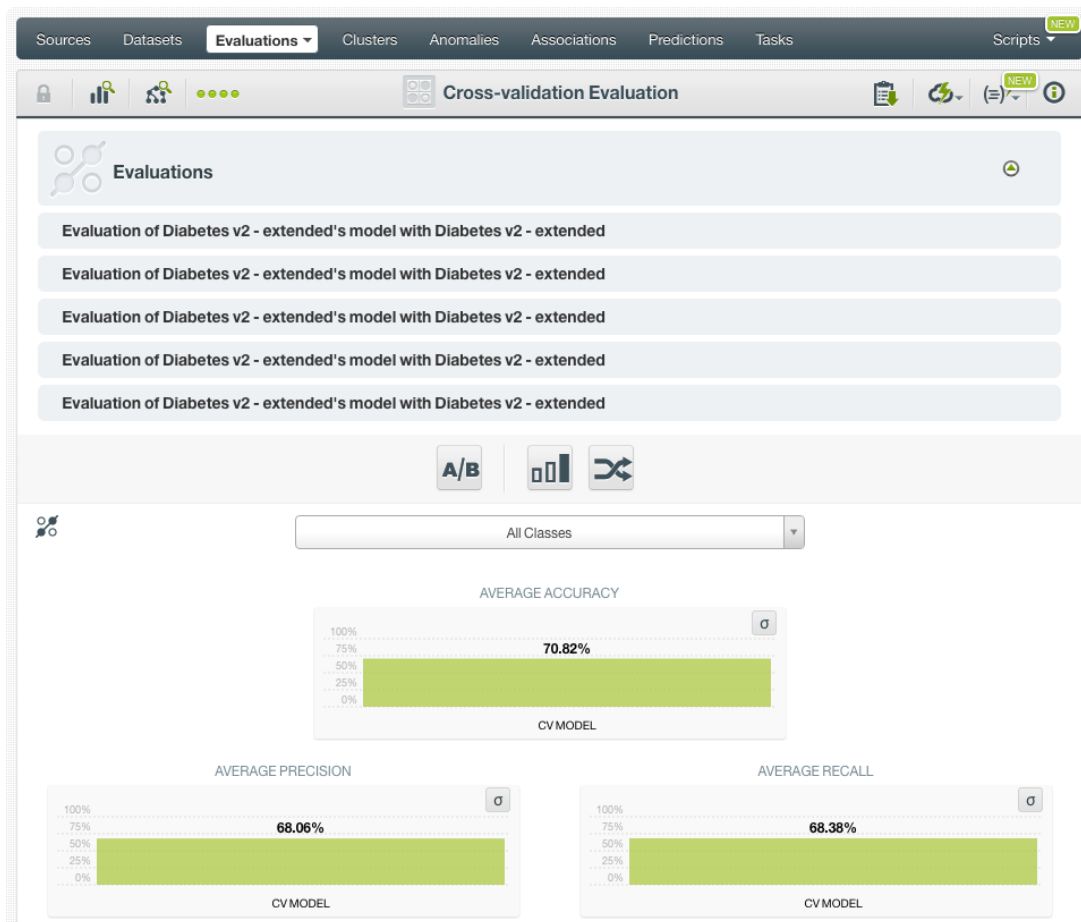 NEW
Sources Datasets Evaluations Clusters Anomalies Associations Predictions Tasks Scripts
NEW
Cross-validation Evaluation (=)
Evaluations
Evaluation of Diabetes v2 - extended's model with Diabetes v2 - extended
Evaluation of Diabetes v2 - extended's model with Diabetes v2 - extended
Evaluation of Diabetes v2 - extended's model with Diabetes v2 - extended
Evaluation of Diabetes v2 - extended's model with Diabetes v2 - extended
Evaluation of Diabetes v2 - extended's model with Diabetes v2 - extended
A/B
All Classes
AVERAGE ACCURACY
σ
100%
75% 70.82%
50%
25%
0%
CV MODEL
AVERAGE PRECISION
σ
100%
75% 68.06%
50%
25%
0%
CV MODEL
AVERAGE RECALL
σ
100%
75% 68.38%
50%
25%
0%
CV MODEL